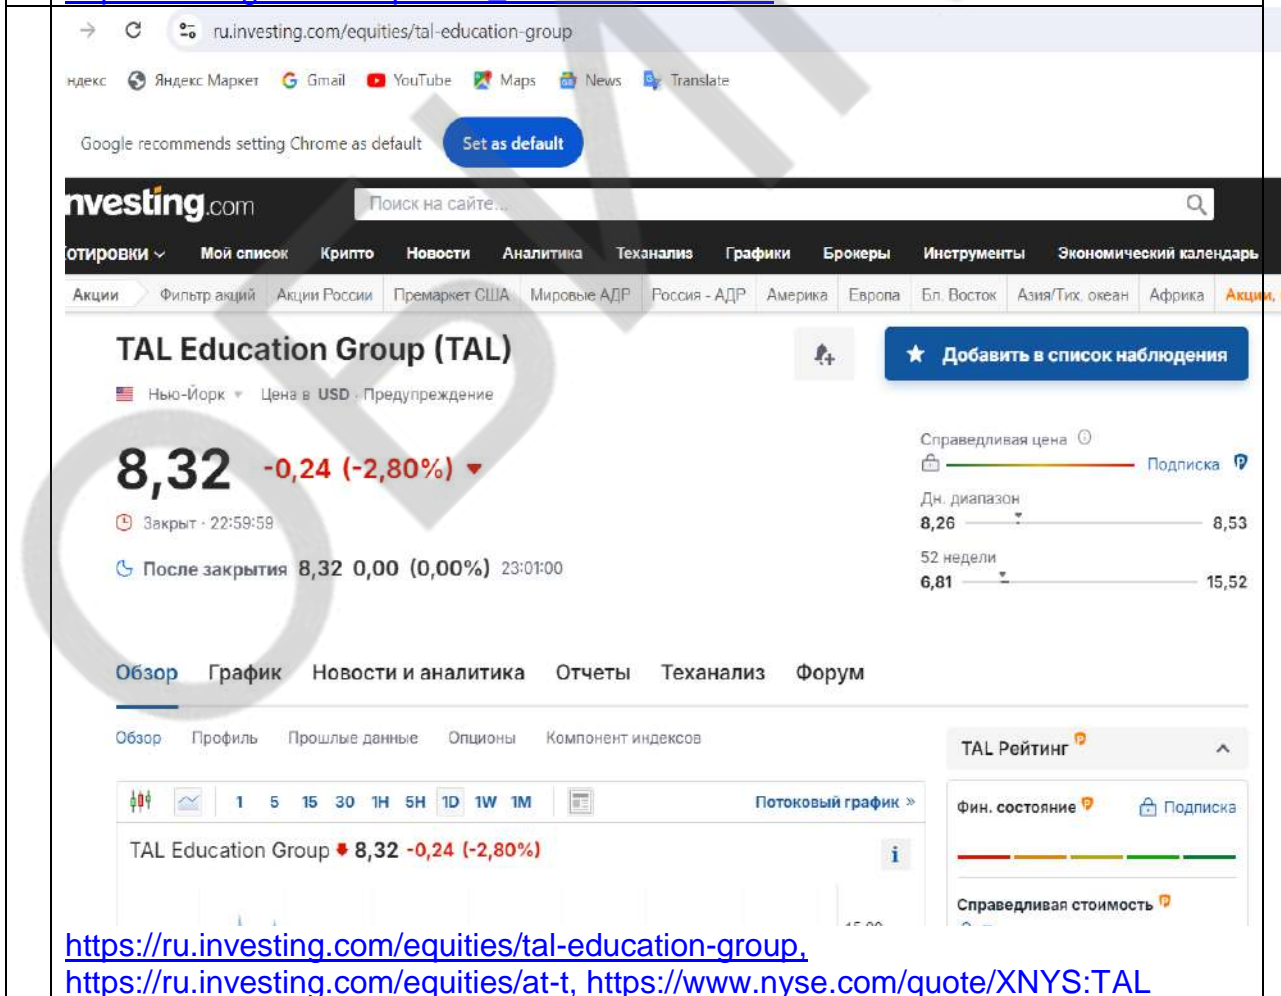 ru.investing.com/equities/tal-education-group
ндекс Яндекс Маркет Gmail YouTube Maps News Translate
Google recommends setting Chrome as default Set as default
nvesting.com Поиск на сайте...
отировки Мой список Крипто Новости Аналитика Теханализ Графики Брокеры Инструменты Экономический календарь
Акции Фильтр акций Акции России Премаркет США Мировые АДР Россия - АДР Америка Европа Бл. Восток Азия/Тих. океан Африка Акции,
TAL Education Group (TAL)
Добавить в список наблюдения
Нью-Йорк Цена в USD · Предупреждение
8,32 -0,24 (-2,80%)
Справедливая цена
Подписка
Закрыт · 22:59:59
Дн. диапазон
8,26 8,53
После закрытия 8,32 0,00 (0,00%) 23:01:00
52 недели
6,81 15,52
Обзор График Новости и аналитика Отчеты Теханализ Форум
Обзор Профиль Прошлые данные Опционы Компонент индексов
TAL Рейтинг
1 5 15 30 1H 5H 1D 1W 1M Потоковый график »
Фин. состояние Подписка
TAL Education Group 8,32 -0,24 (-2,80%)
Справедливая стоимость
https://ru.investing.com/equities/tal-education-group,
https://ru.investing.com/equities/at-t, https://www.nyse.com/quote/XNYS:TAL